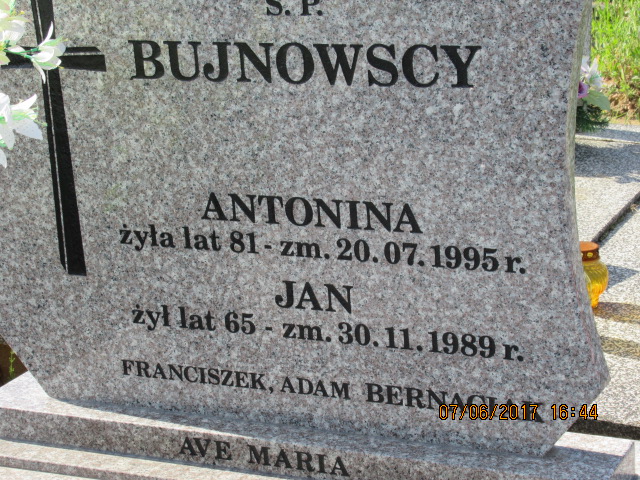 S. P.
BUJNOWSCY
ANTONINA
żyła lat 81 - zm. 20.07.1995 r.
JAN
żył lat 65 - zm. 30.11.1989 r.
FRANCISZEK, ADAM BERNACIAK
07/06/2017 16:44
AVE MARIA